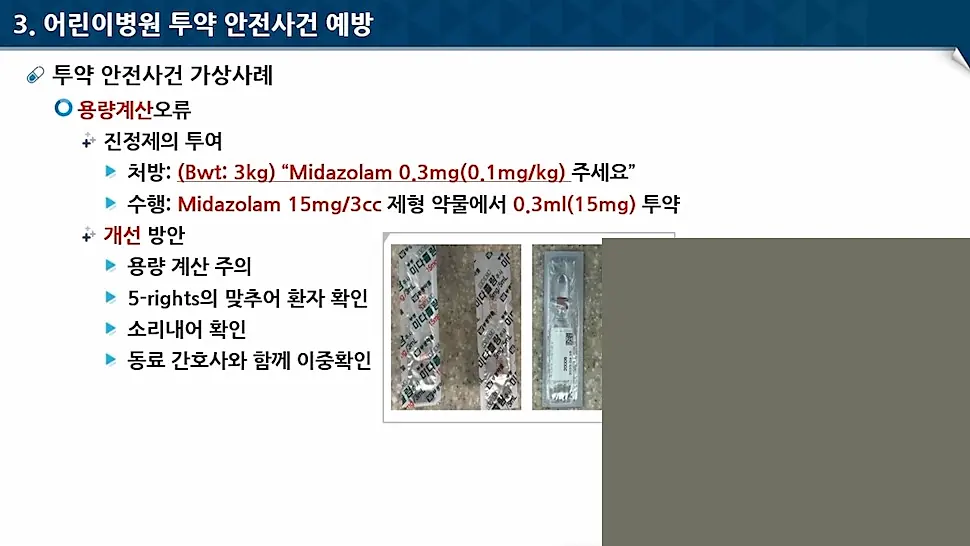 3. 어린이병원 투약 안전사건 예방
투약 안전사건 가상사례
용량계산오류
진정제의 투여
처방: (Bwt: 3kg) “Midazolam 0.3mg(0.1mg/kg) 주세요”
수행: Midazolam 15mg/3cc 제형 약물에서 0.3ml(15mg) 투약
개선 방안
용량 계산 주의
5-rights의 맞추어 환자 확인
소리내어 확인
동료 간호사와 함께 이중확인
미다졸람